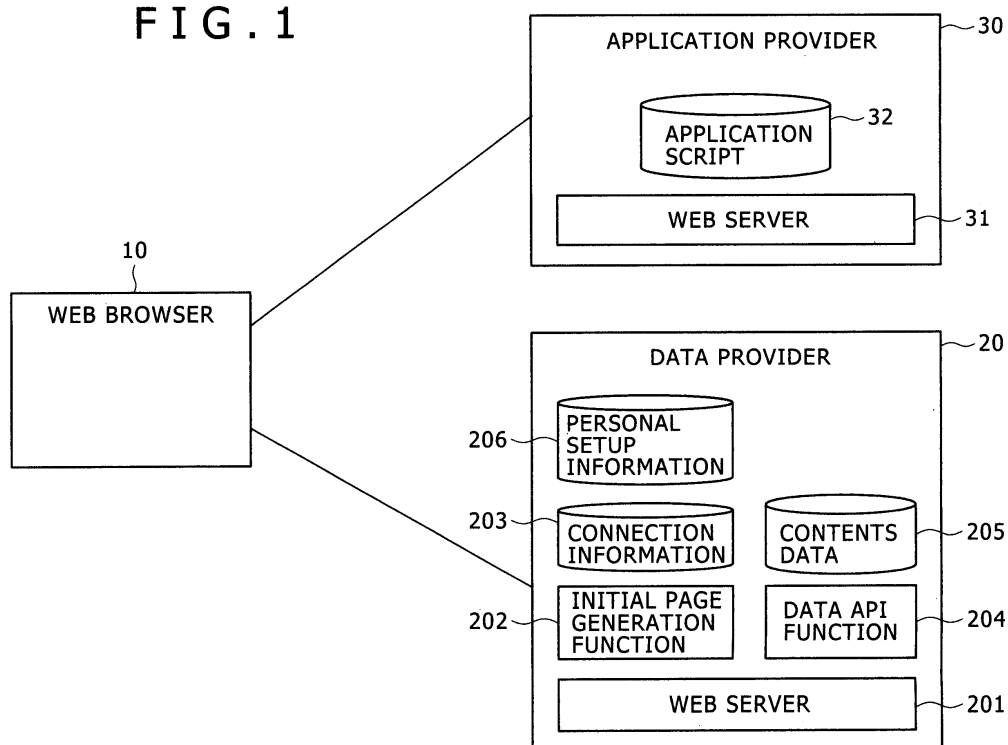 FIG.1
APPLICATION PROVIDER
30
APPLICATION
SCRIPT
32
WEB SERVER
31
10
WEB BROWSER
DATA PROVIDER
20
PERSONAL
SETUP
INFORMATION
206
203
CONNECTION
INFORMATION
CONTENTS
DATA
205
202
INITIAL PAGE
GENERATION
FUNCTION
DATA API
FUNCTION
204
WEB SERVER
201